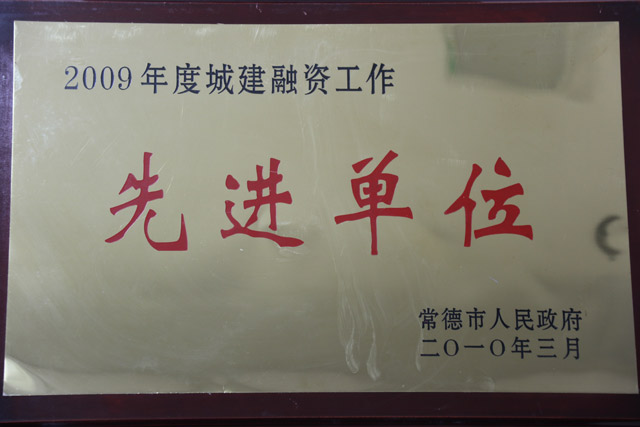 2009年度城建融资工作
先进单位
常德市人民政府
二〇一〇年三月